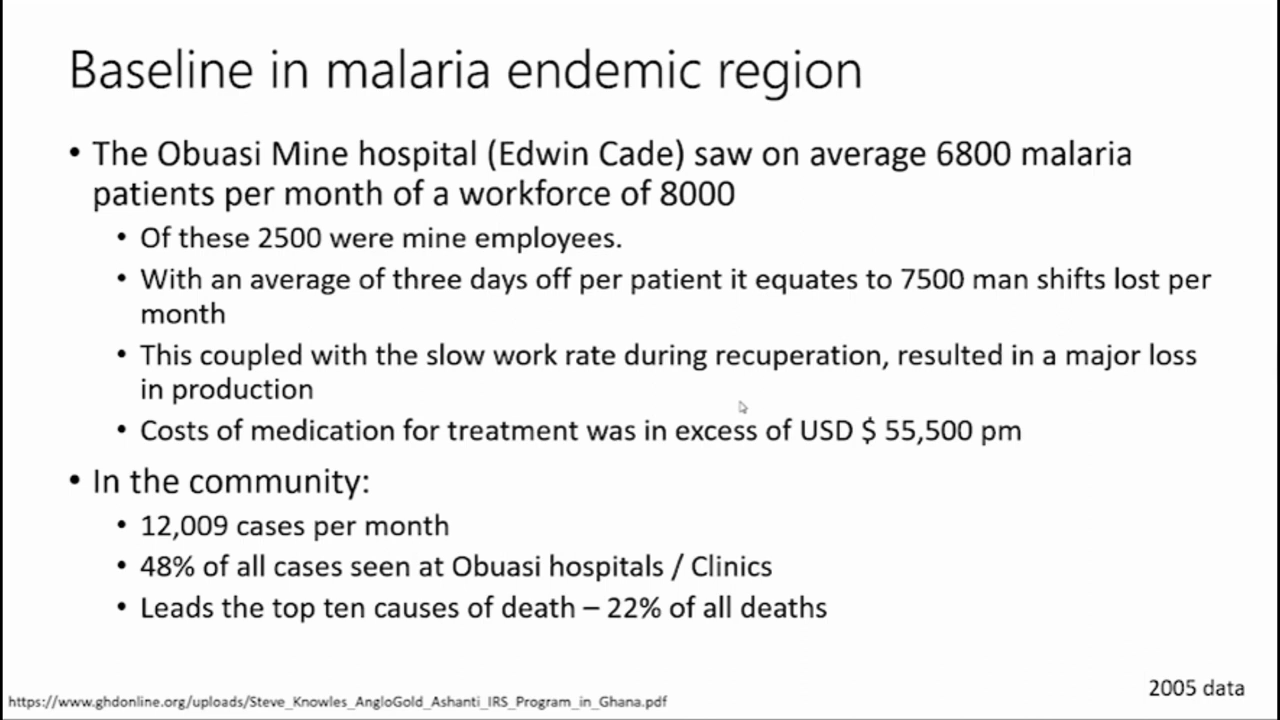 Baseline in malaria endemic region
• The Obuasi Mine hospital (Edwin Cade) saw on average 6800 malaria
patients per month of a workforce of 8000
• Of these 2500 were mine employees.
• With an average of three days off per patient it equates to 7500 man shifts lost per
month
• This coupled with the slow work rate during recuperation, resulted in a major loss
in production
• Costs of medication for treatment was in excess of USD $ 55,500 pm
• In the community:
• 12,009 cases per month
• 48% of all cases seen at Obuasi hospitals / Clinics
• Leads the top ten causes of death – 22% of all deaths
2005 data
https://www.ghdonline.org/uploads/Steve_Knowles_AngloGold_Ashanti_IRS_Program_in_Ghana.pdf